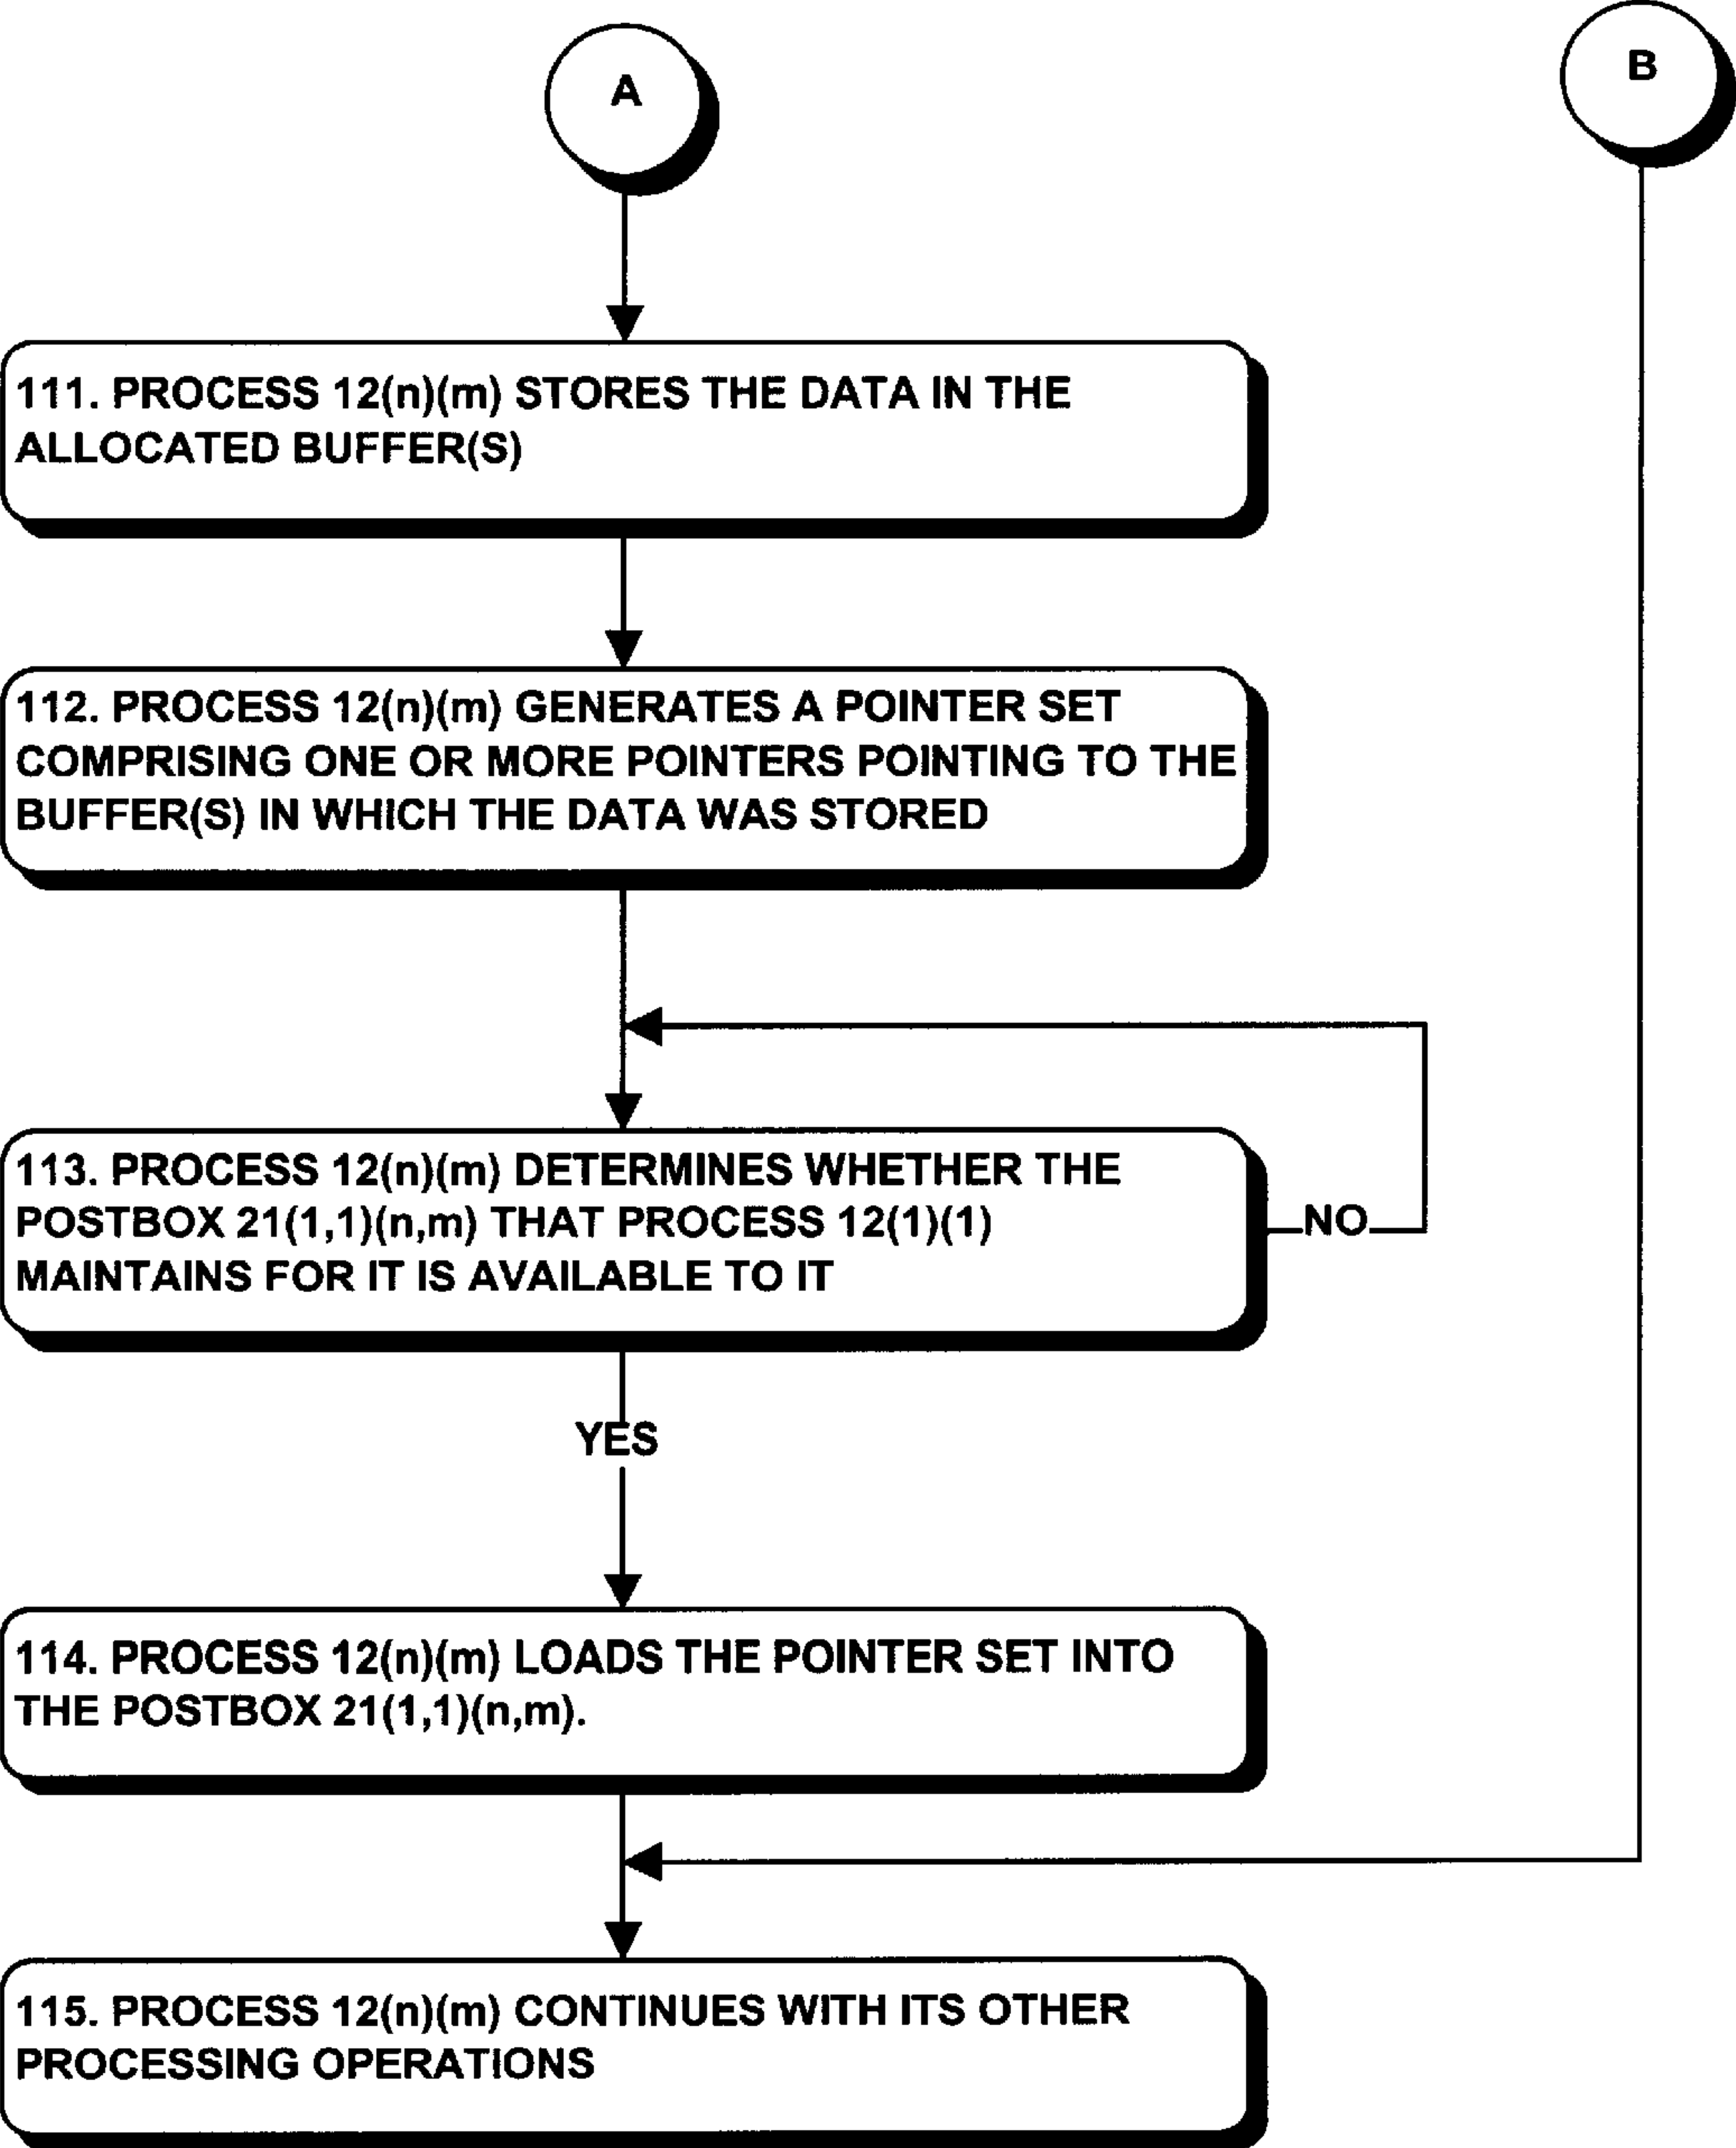 A
B
111. PROCESS 12(n)(m) STORES THE DATA IN THE
ALLOCATED BUFFER(S)
112. PROCESS 12(n)(m) GENERATES A POINTER SET
COMPRISING ONE OR MORE POINTERS POINTING TO THE
BUFFER(S) IN WHICH THE DATA WAS STORED
113. PROCESS 12(n)(m) DETERMINES WHETHER THE
POSTBOX 21(1,1)(n,m) THAT PROCESS 12(1)(1)
MAINTAINS FOR IT IS AVAILABLE TO IT
NO
YES
114. PROCESS 12(n)(m) LOADS THE POINTER SET INTO
THE POSTBOX 21(1,1)(n,m).
115. PROCESS 12(n)(m) CONTINUES WITH ITS OTHER
PROCESSING OPERATIONS